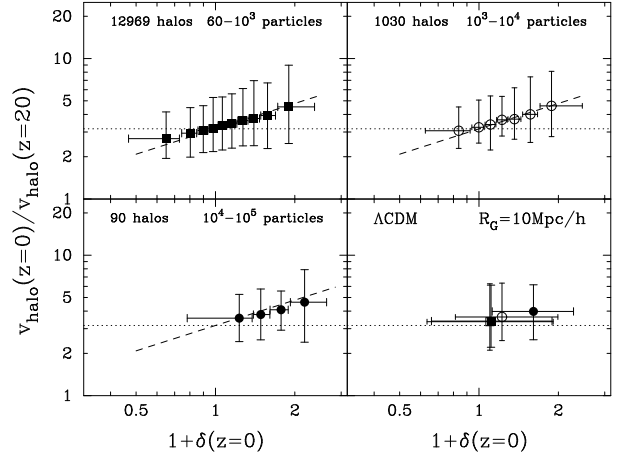 12969 halos 60−10³ particles
1030 halos 10³−10⁴ particles
20
10
5
2
1
90 halos 10⁴−10⁵ particles
ΛCDM R_G=10Mpc/h
20
10
5
2
1
0.5 1 2
0.5 1 2
1+δ(z=0)
1+δ(z=0)
v_halo(z=0)/v_halo(z=20)